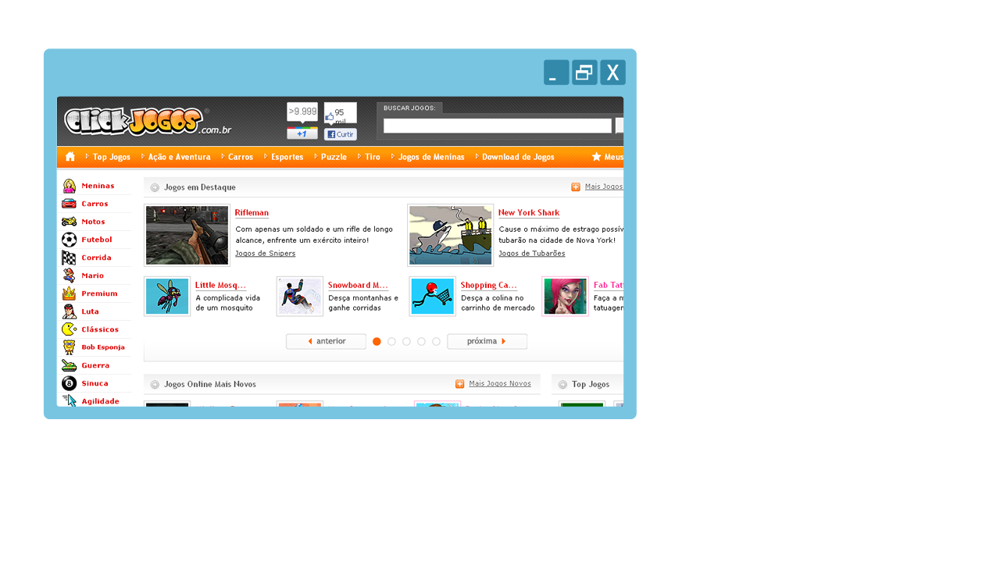 _ X
CLICKJOGOS® .com.br
>9.999
+1
95
mil
Curtir
BUSCAR JOGOS:
Top Jogos Ação e Aventura Carros Esportes Puzzle Tiro Jogos de Meninas Download de Jogos Meus
Meninas
Carros
Motos
Futebol
Corrida
Mario
Premium
Luta
Clássicos
Bob Esponja
Guerra
8
Sinuca
Agilidade
Jogos em Destaque
Mais Jogos
Rifleman
Com apenas um soldado e um rifle de longo
alcance, enfrente um exército inteiro!
Jogos de Snipers
New York Shark
Cause o máximo de estrago possív
tubarão na cidade de Nova York!
Jogos de Tubarões
Little Mosq...
A complicada vida
de um mosquito
Snowboard M...
Desça montanhas e
ganhe corridas
Shopping Ca...
Desça a colina no
carrinho de mercado
Fab Tat
Faça a m
tatuagen
anterior
próxima
Jogos Online Mais Novos
Mais Jogos Novos
Top Jogos